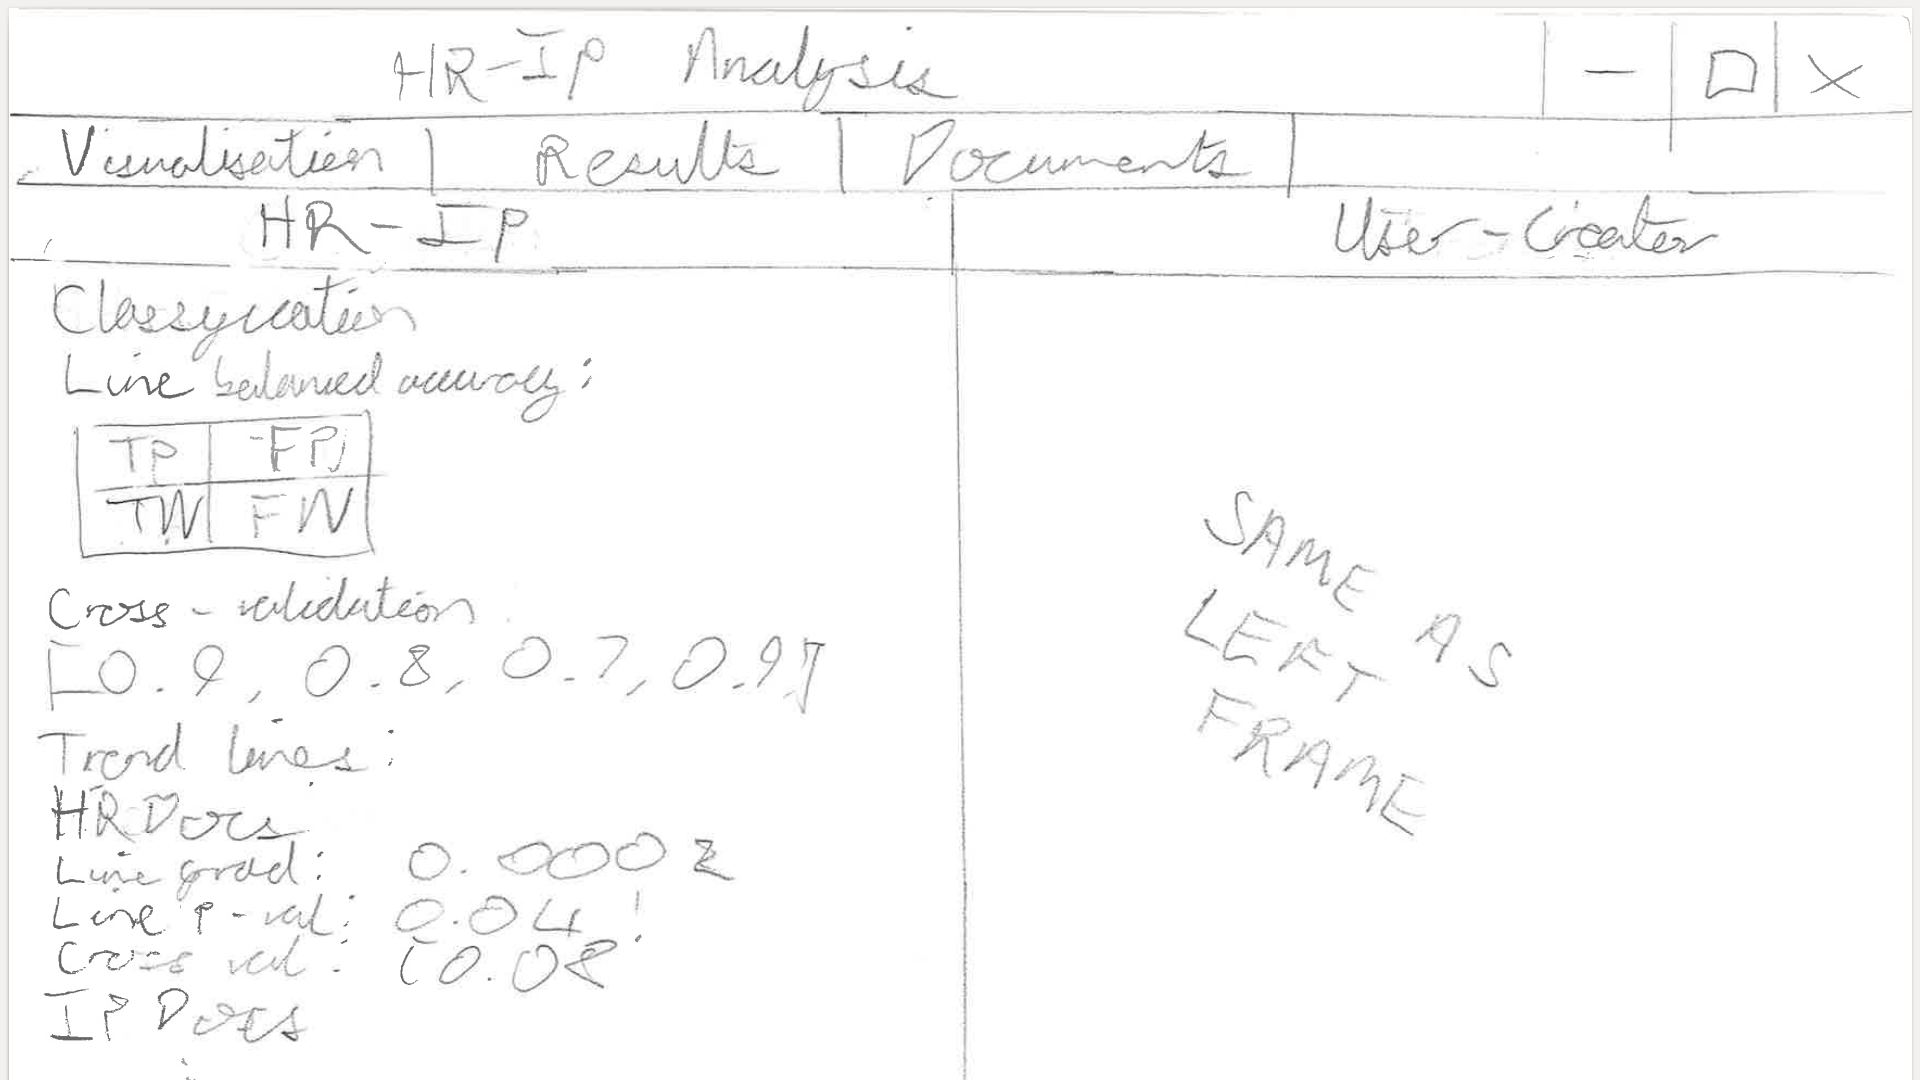 HR-IP Analysis
Visualisation Results Documents
HR-IP User-Creator
Classification
Line balanced accuracy:
TP FP
TN FN
Cross-validation
[0.9, 0.8, 0.7, 0.9]
Trend lines:
HR Docs
Line grad: 0.0002
Line P-val: 0.04!
Cross val: [0.08
IP Docs
SAME AS
LEFT
FRAME